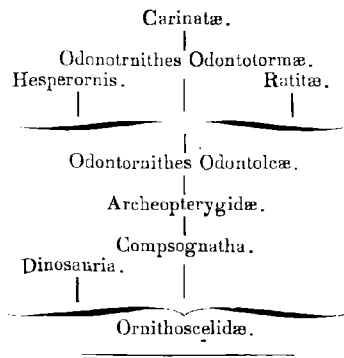 Carinatæ.
Odonotrnithes Odontotormæ.
Hesperornis. Ratitæ.
Odontornithes Odontolcæ.
Archeopterygidæ.
Compsognatha.
Dinosauria.
Ornithoscelidæ.